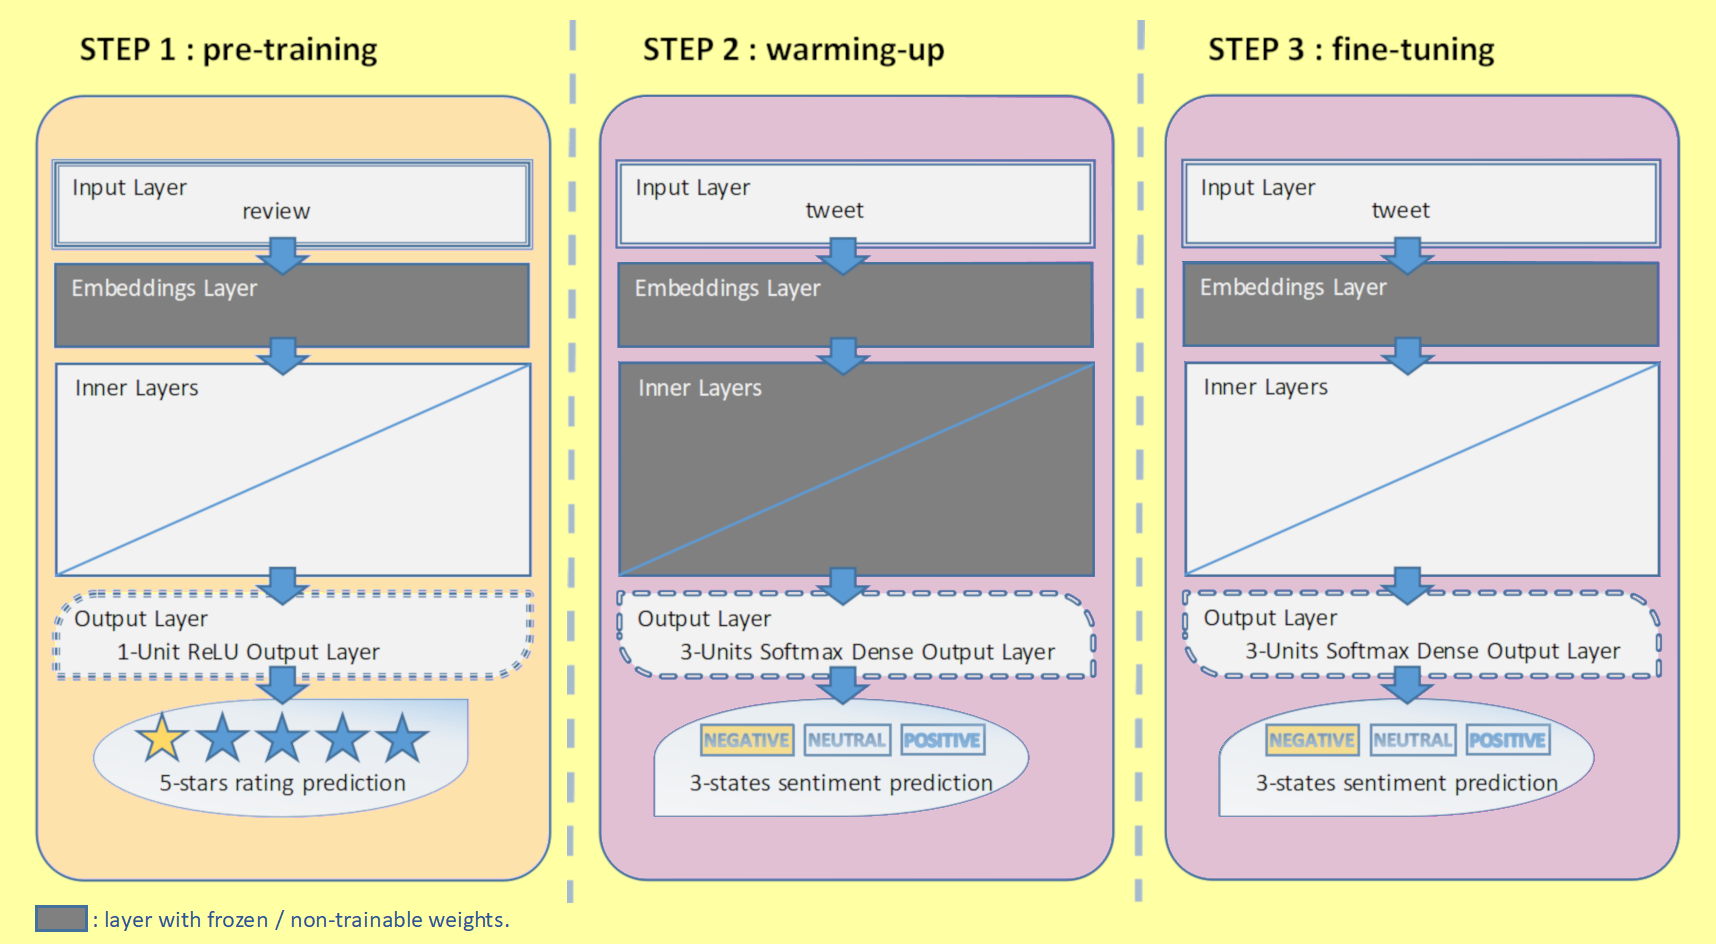 STEP 1 : pre-training
Input Layer
review
Embeddings Layer
Inner Layers
Output Layer
1-Unit ReLU Output Layer
5-stars rating prediction
STEP 2 : warming-up
Input Layer
tweet
Embeddings Layer
Inner Layers
Output Layer
3-Units Softmax Dense Output Layer
NEGATIVE NEUTRAL POSITIVE
3-states sentiment prediction
STEP 3 : fine-tuning
Input Layer
tweet
Embeddings Layer
Inner Layers
Output Layer
3-Units Softmax Dense Output Layer
NEGATIVE NEUTRAL POSITIVE
3-states sentiment prediction
: layer with frozen / non-trainable weights.